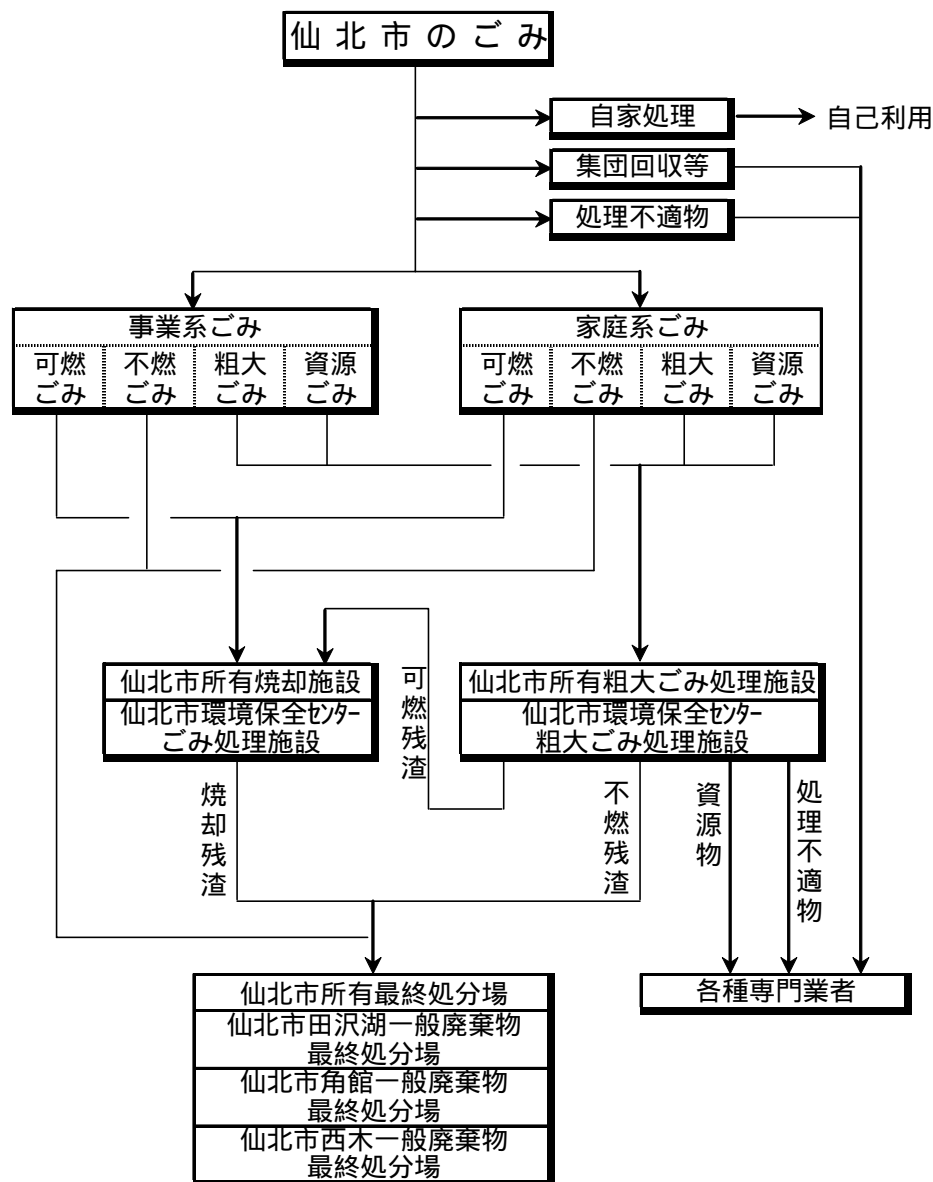 仙北市のごみ
自家処理
自己利用
集団回収等
処理不適物
事業系ごみ
可燃
ごみ
不燃
ごみ
粗大
ごみ
資源
ごみ
家庭系ごみ
可燃
ごみ
不燃
ごみ
粗大
ごみ
資源
ごみ
仙北市所有焼却施設
仙北市環境保全ｾﾝﾀｰ
ごみ処理施設
可燃残渣
仙北市所有粗大ごみ処理施設
仙北市環境保全ｾﾝﾀｰ
粗大ごみ処理施設
焼却残渣
不燃残渣
資源物
処理不適物
仙北市所有最終処分場
仙北市田沢湖一般廃棄物
最終処分場
仙北市角館一般廃棄物
最終処分場
仙北市西木一般廃棄物
最終処分場
各種専門業者